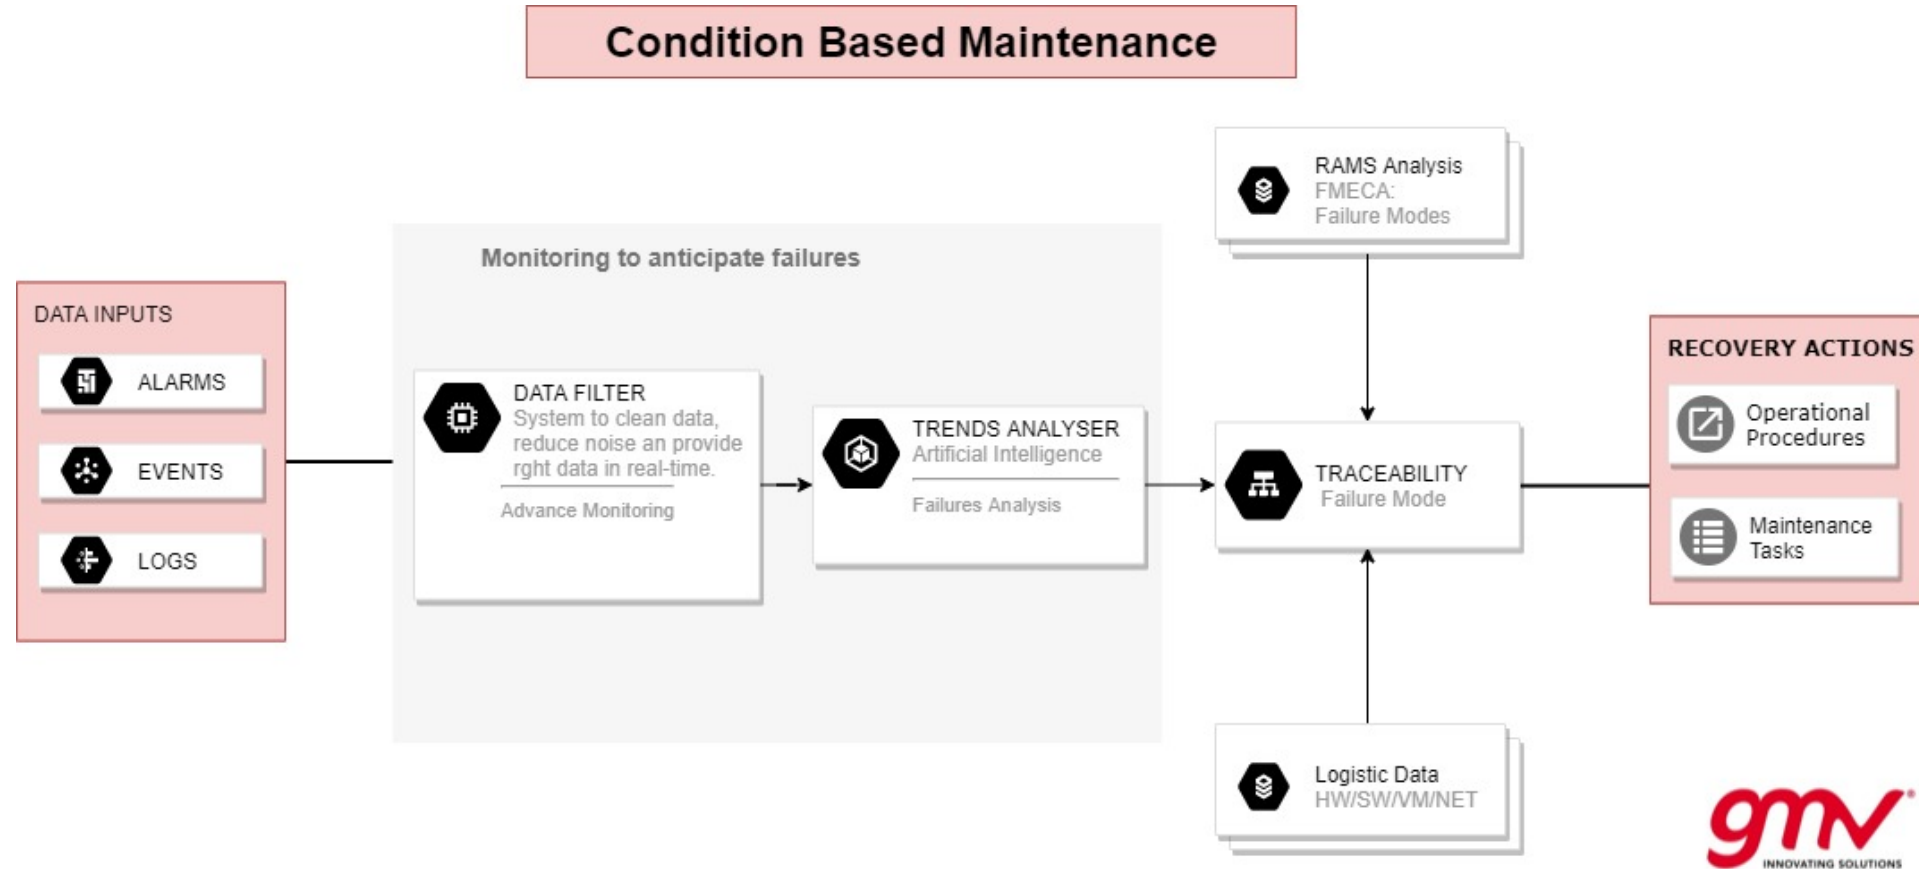 Condition Based Maintenance
RAMS Analysis
FMECA:
Failure Modes
Monitoring to anticipate failures
DATA INPUTS
ALARMS
EVENTS
LOGS
DATA FILTER
System to clean data,
reduce noise an provide
rght data in real-time.
Advance Monitoring
TRENDS ANALYSER
Artificial Intelligence
Failures Analysis
TRACEABILITY
Failure Mode
RECOVERY ACTIONS
Operational
Procedures
Maintenance
Tasks
Logistic Data
HW/SW/VM/NET
gmv®
INNOVATING SOLUTIONS